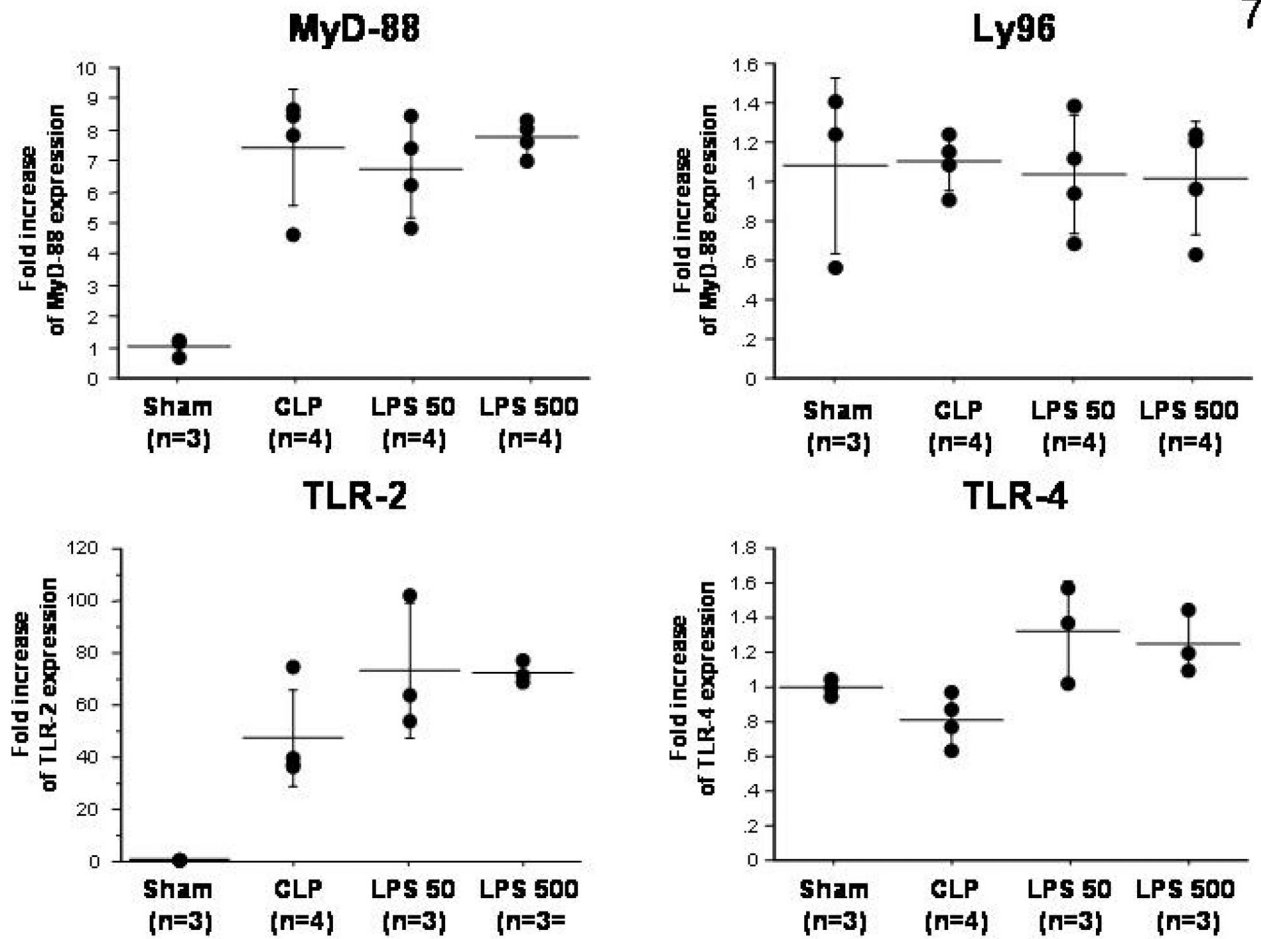 7
MyD-88
Fold increase
of MyD-88 expression
10
9
8
7
6
5
4
3
2
1
0
Sham CLP LPS 50 LPS 500
(n=3) (n=4) (n=4) (n=4)
Ly96
Fold increase
of MyD-88 expression
1.6
1.4
1.2
1
.8
.6
.4
.2
0
Sham CLP LPS 50 LPS 500
(n=3) (n=4) (n=4) (n=4)
TLR-2
Fold increase
of TLR-2 expression
120
100
80
60
40
20
0
Sham CLP LPS 50 LPS 500
(n=3) (n=4) (n=3) (n=3=
TLR-4
Fold increase
of TLR-4 expression
1.8
1.6
1.4
1.2
1
.8
.6
.4
.2
0
Sham CLP LPS 50 LPS 500
(n=3) (n=4) (n=3) (n=3)